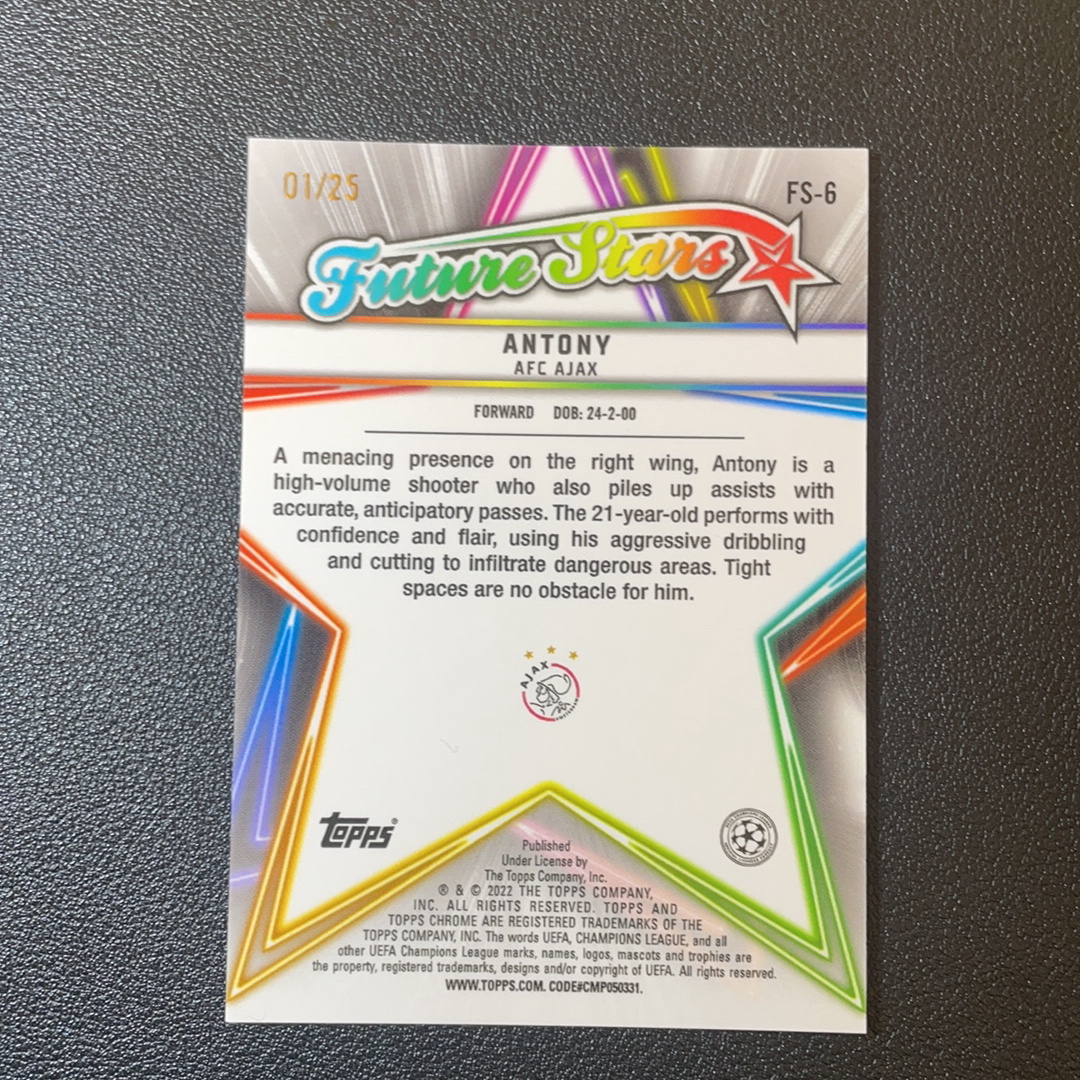 01/25
FS-6
Future Stars
ANTONY
AFC AJAX
FORWARD DOB: 24-2-00
A menacing presence on the right wing, Antony is a
high-volume shooter who also piles up assists with
accurate, anticipatory passes. The 21-year-old performs with
confidence and flair, using his aggressive dribbling
and cutting to infiltrate dangerous areas. Tight
spaces are no obstacle for him.
AJAX
topps®
Published
Under License by
The Topps Company, Inc.
® & © 2022 THE TOPPS COMPANY,
INC. ALL RIGHTS RESERVED. TOPPS AND
TOPPS CHROME ARE REGISTERED TRADEMARKS OF THE
TOPPS COMPANY, INC. The words UEFA, CHAMPIONS LEAGUE, and all
other UEFA Champions League marks, names, logos, mascots and trophies are
the property, registered trademarks, designs and/or copyright of UEFA. All rights reserved.
WWW.TOPPS.COM. CODE#CMP050331.